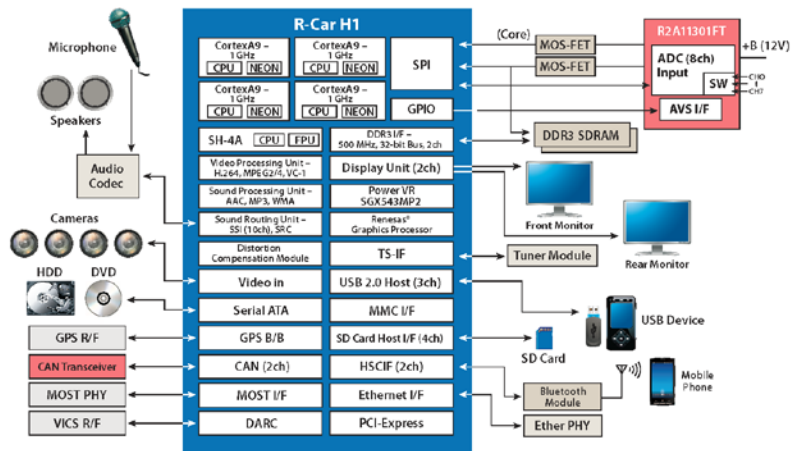 R-Car H1
CortexA9 –
1 GHz
CPU NEON
CortexA9 –
1 GHz
CPU NEON
SPI
CortexA9 –
1 GHz
CPU NEON
CortexA9 –
1 GHz
CPU NEON
GPIO
SH-4A CPU FPU
DDR3 I/F –
500 MHz, 32-bit Bus, 2ch
Video Processing Unit –
H.264, MPEG2/4, VC-1
Display Unit (2ch)
Sound Processing Unit –
AAC, MP3, WMA
Power VR
SGX543MP2
Sound Routing Unit –
SSI (10ch), SRC
Renesas®
Graphics Processor
Distortion
Compensation Module
TS-IF
Video in
USB 2.0 Host (3ch)
Serial ATA
MMC I/F
GPS B/B
SD Card Host I/F (4ch)
CAN (2ch)
HSCIF (2ch)
MOST I/F
Ethernet I/F
DARC
PCI-Express
Microphone
Speakers
Audio
Codec
Cameras
HDD
DVD
GPS R/F
CAN Transceiver
MOST PHY
VICS R/F
(Core)
MOS-FET
MOS-FET
R2A11301FT
+B (12V)
ADC (8ch)
Input
SW
CH0
CH7
AVS I/F
DDR3 SDRAM
Front Monitor
Rear Monitor
Tuner Module
USB Device
SD Card
Mobile
Phone
Bluetooth
Module
Ether PHY